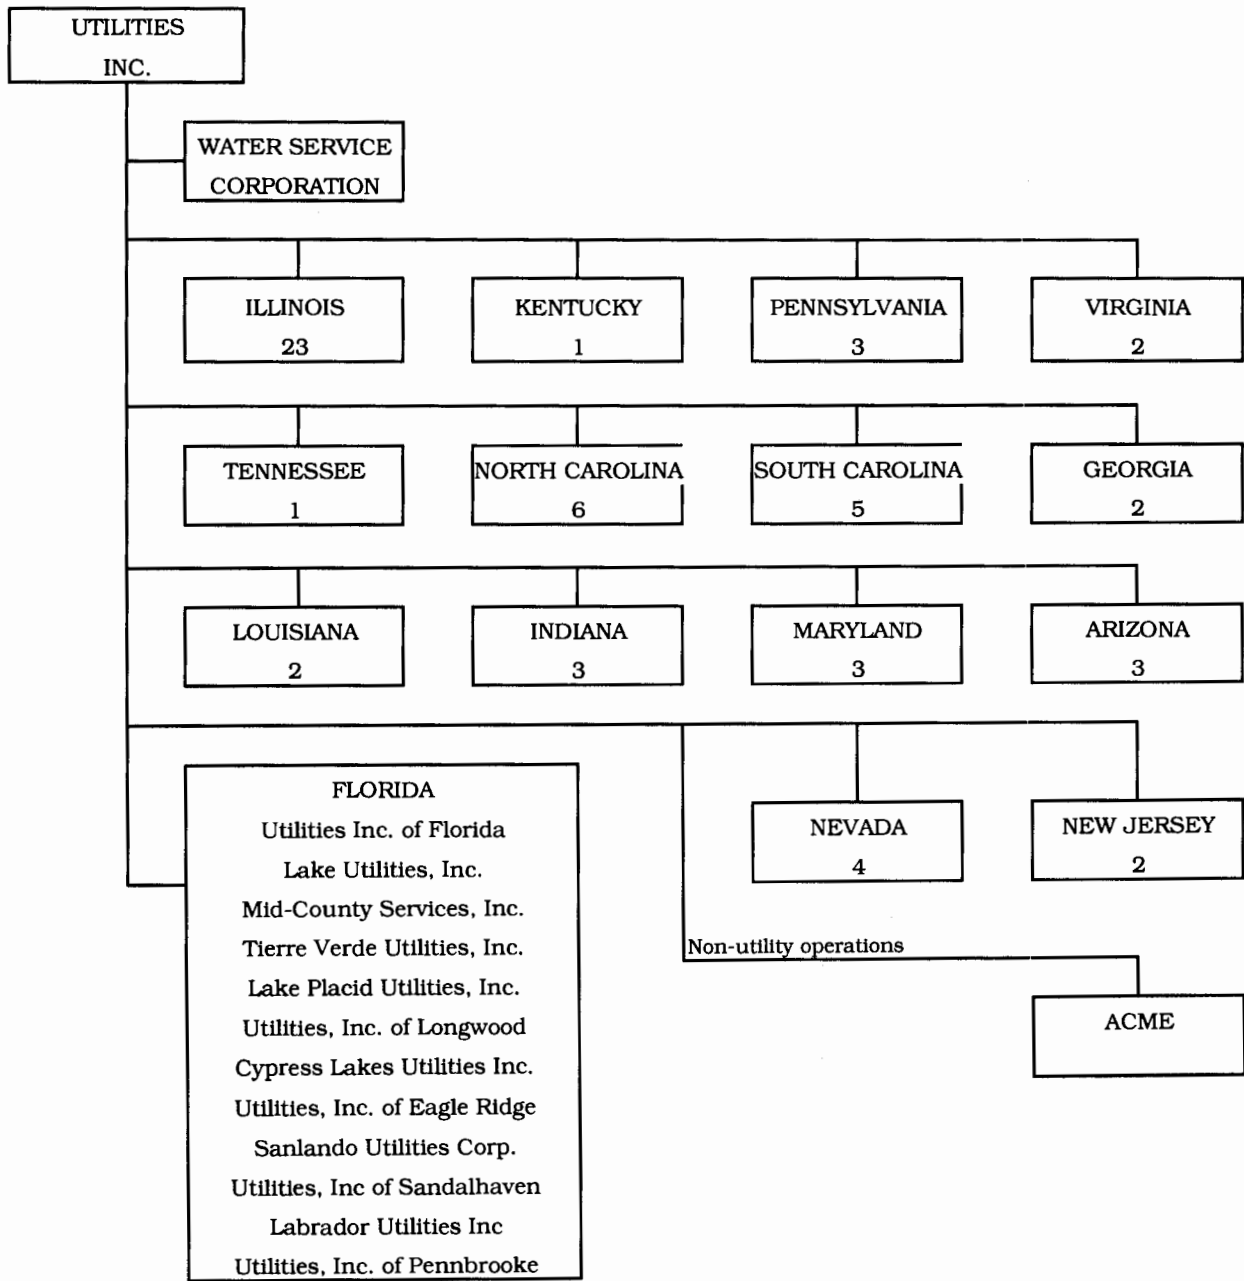 UTILITIES
INC.
WATER SERVICE
CORPORATION
ILLINOIS
23
KENTUCKY
1
PENNSYLVANIA
3
VIRGINIA
2
TENNESSEE
1
NORTH CAROLINA
6
SOUTH CAROLINA
5
GEORGIA
2
LOUISIANA
2
INDIANA
3
MARYLAND
3
ARIZONA
3
FLORIDA
Utilities Inc. of Florida
Lake Utilities, Inc.
Mid-County Services, Inc.
Tierre Verde Utilities, Inc.
Lake Placid Utilities, Inc.
Utilities, Inc. of Longwood
Cypress Lakes Utilities Inc.
Utilities, Inc. of Eagle Ridge
Sanlando Utilities Corp.
Utilities, Inc of Sandalhaven
Labrador Utilities Inc
Utilities, Inc. of Pennbrooke
NEVADA
4
NEW JERSEY
2
Non-utility operations
ACME